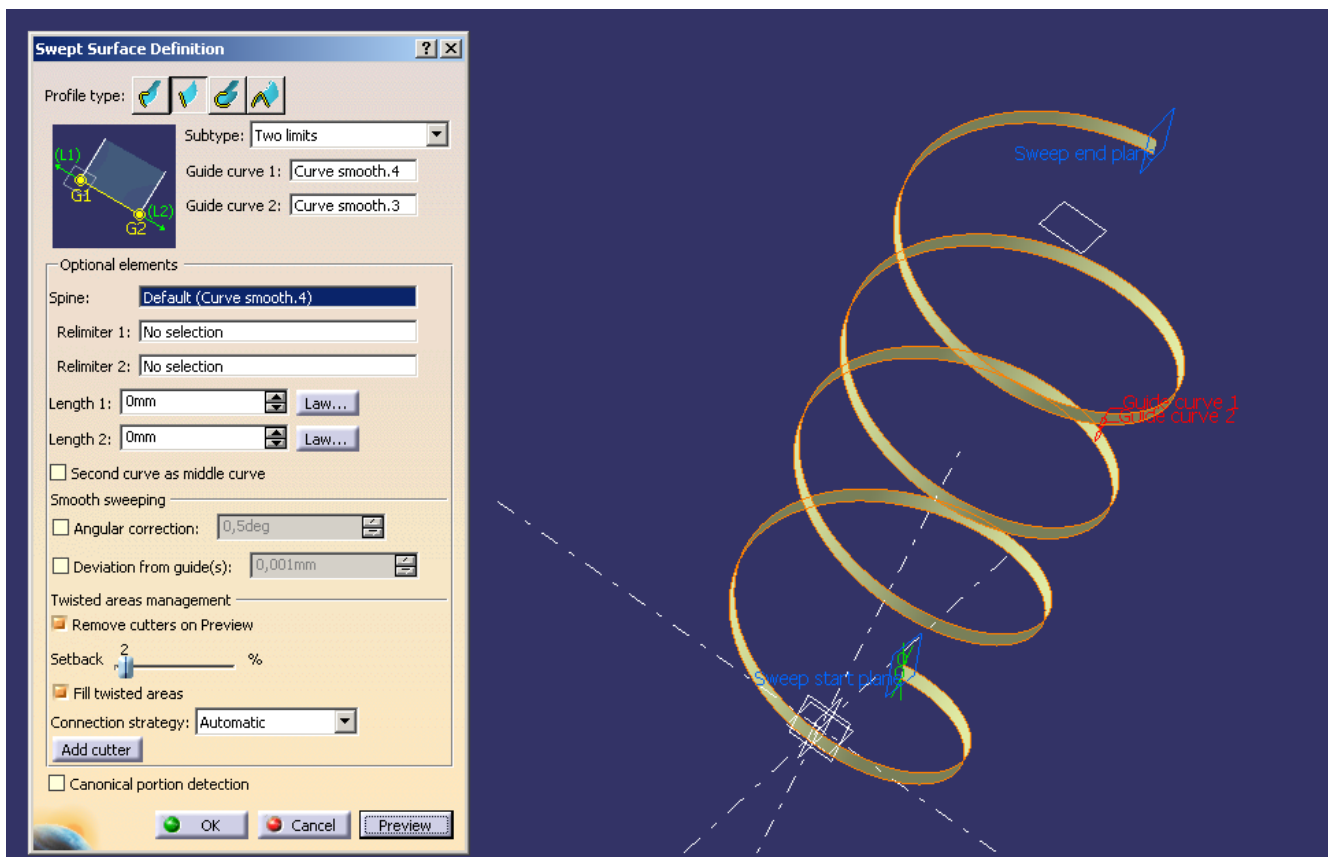 Swept Surface Definition
Profile type:
Subtype: Two limits
(L1)
Guide curve 1: Curve smooth.4
G1
Guide curve 2: Curve smooth.3
(L2)
G2
Optional elements
Spine: Default (Curve smooth.4)
Relimiter 1: No selection
Relimiter 2: No selection
Length 1: 0mm Law...
Length 2: 0mm Law...
Second curve as middle curve
Smooth sweeping
Angular correction: 0,5deg
Deviation from guide(s): 0,001mm
Twisted areas management
Remove cutters on Preview
2
Setback %
Fill twisted areas
Connection strategy: Automatic
Add cutter
Canonical portion detection
OK Cancel Preview
Sweep end plane
Guide curve 1
Guide curve 2
Sweep start plane